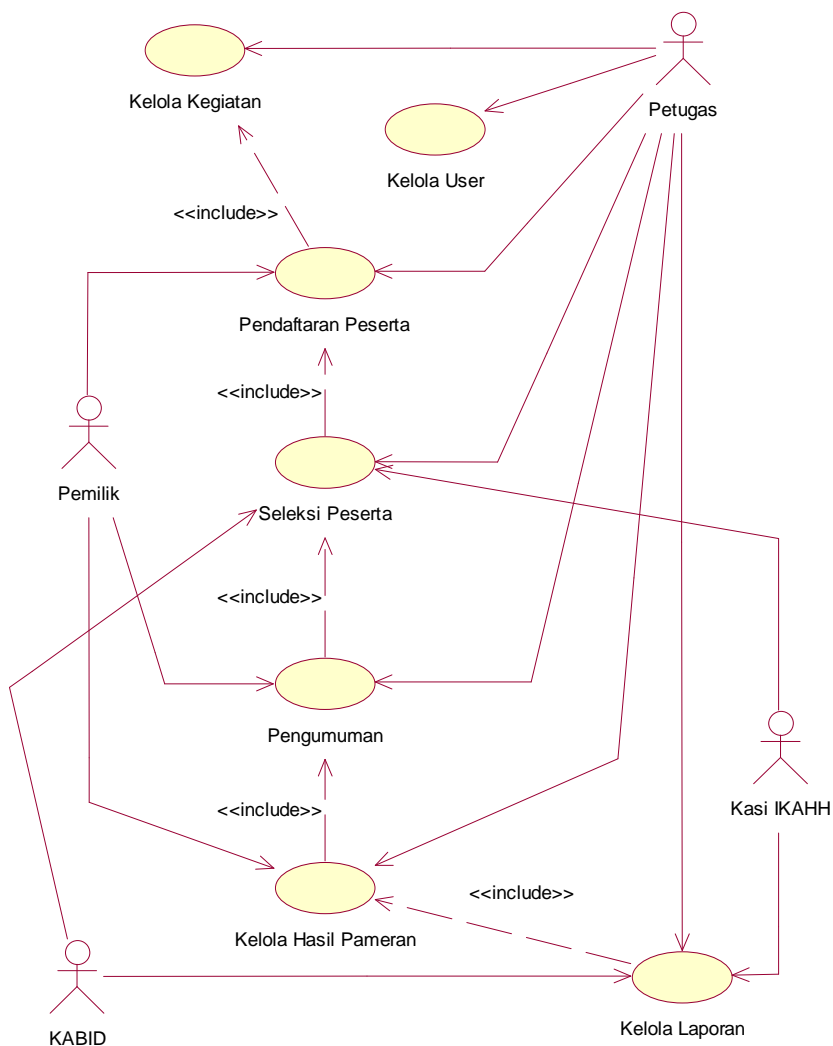 Kelola Kegiatan
Petugas
Kelola User
<<include>>
Pendaftaran Peserta
<<include>>
Pemilik
Seleksi Peserta
<<include>>
Pengumuman
<<include>>
Kasi IKAHH
<<include>>
Kelola Hasil Pameran
KABID
Kelola Laporan